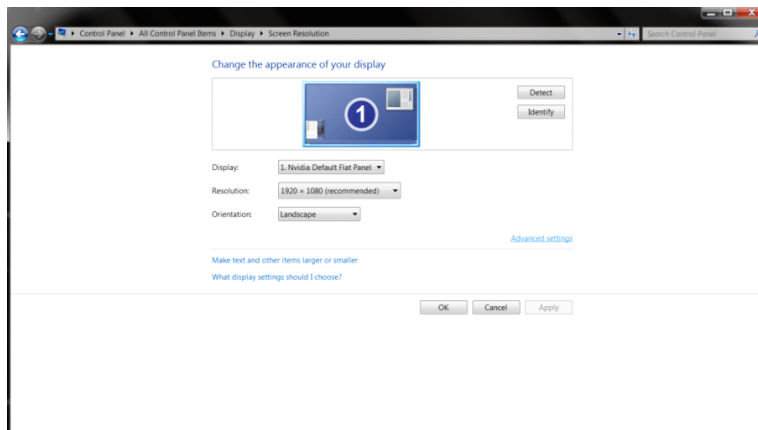 Control Panel ▸ All Control Panel Items ▸ Display ▸ Screen Resolution
Search Control Panel
Change the appearance of your display
1
Detect
Identify
Display: 1. Nvidia Default Flat Panel
Resolution: 1920 × 1080 (recommended)
Orientation: Landscape
Advanced settings
Make text and other items larger or smaller
What display settings should I choose?
OK Cancel Apply